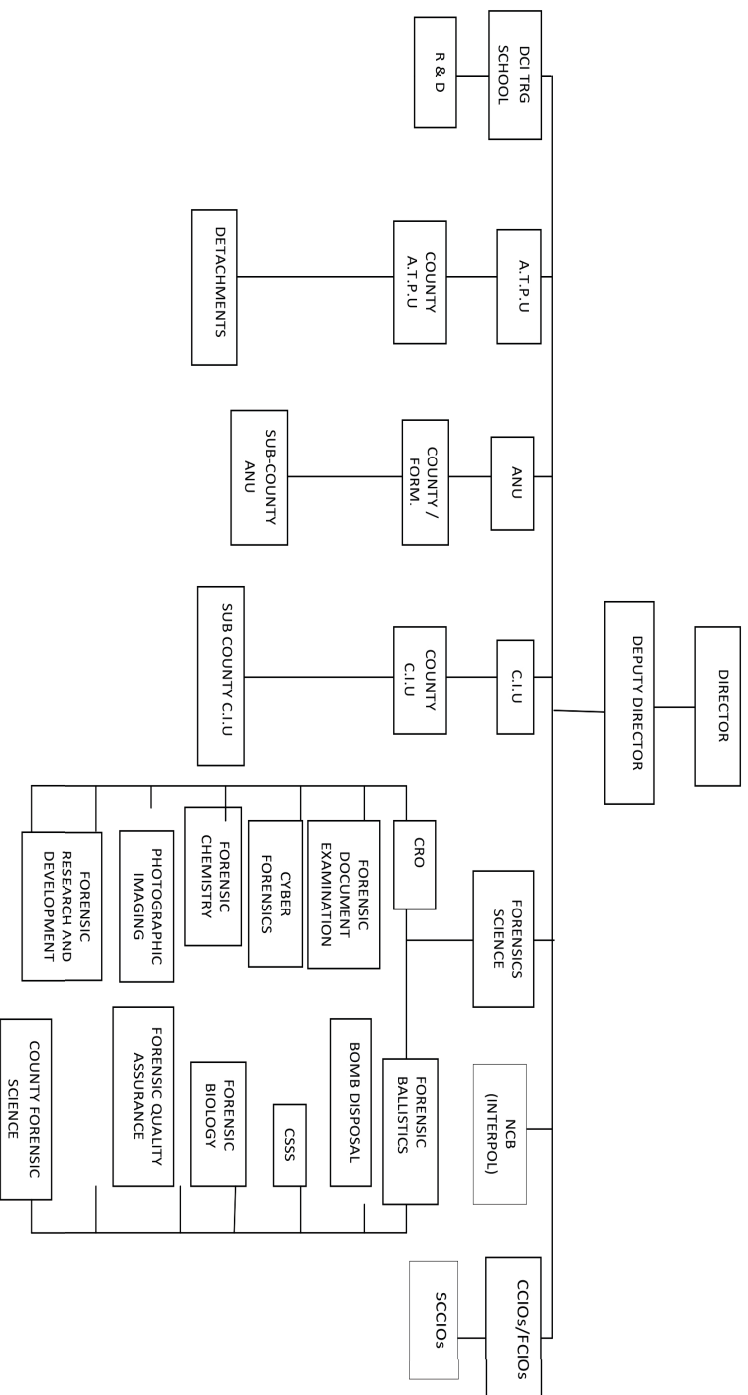 DIRECTOR
DEPUTY DIRECTOR
DCI TRG
SCHOOL
R & D
A.T.P.U
COUNTY
A.T.P.U
DETACHMENTS
ANU
COUNTY /
FORM.
SUB-COUNTY
ANU
C.I.U
COUNTY
C.I.U
SUB COUNTY C.I.U
FORENSICS
SCIENCE
CRO
FORENSIC
DOCUMENT
EXAMINATION
CYBER
FORENSICS
FORENSIC
CHEMISTRY
PHOTOGRAPHIC
IMAGING
FORENSIC
RESEARCH AND
DEVELOPMENT
FORENSIC
BALLISTICS
BOMB DISPOSAL
CSSS
FORENSIC
BIOLOGY
FORENSIC QUALITY
ASSURANCE
COUNTY FORENSIC
SCIENCE
NCB
(INTERPOL)
CCIOs/FCIOs
SCCIOs